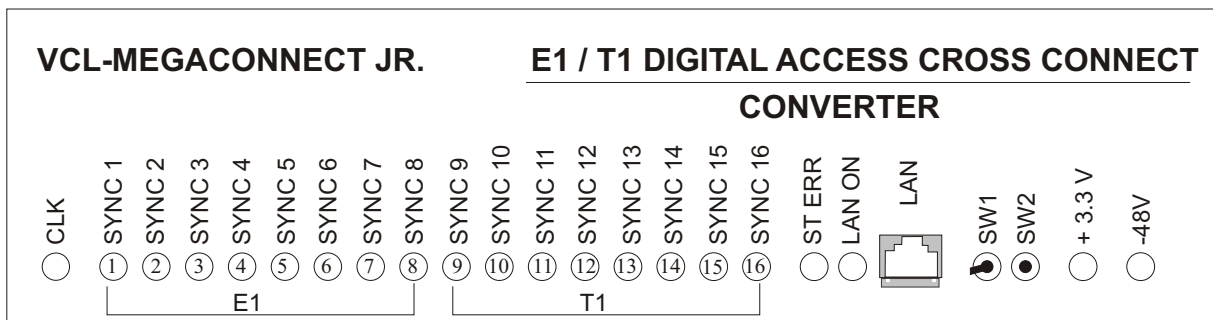 VCL-MEGACONNECT JR.
E1 / T1 DIGITAL ACCESS CROSS CONNECT
CONVERTER
CLK
SYNC 1
SYNC 2
SYNC 3
SYNC 4
SYNC 5
SYNC 6
SYNC 7
SYNC 8
SYNC 9
SYNC 10
SYNC 11
SYNC 12
SYNC 13
SYNC 14
SYNC 15
SYNC 16
ST ERR
LAN ON
LAN
SW1
SW2
+ 3.3 V
-48V
1 2 3 4 5 6 7 8 9 10 11 12 13 14 15 16
E1
T1